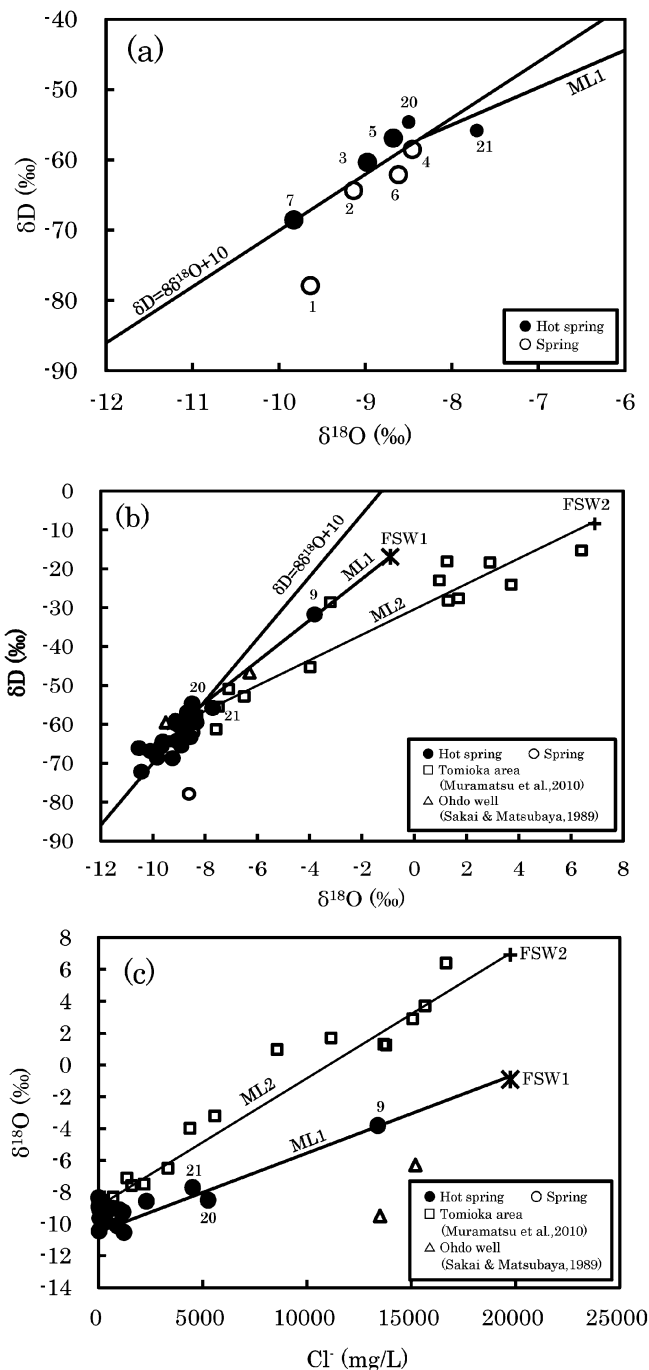 (a)
-40
-50
-60
-70
-80
-90
δD (‰)
20
5
ML1
3
4
21
7
2
6
δD=8δ¹⁸O+10
1
Hot spring
Spring
-12 -11 -10 -9 -8 -7 -6
δ¹⁸O (‰)
(b)
0
-10
-20
-30
-40
-50
-60
-70
-80
-90
δD (‰)
FSW2
δD=8δ¹⁸O+10
FSW1
ML1
9
ML2
20
21
Hot spring Spring
Tomioka area
(Muramatsu et al.,2010)
Ohdo well
(Sakai & Matsubaya,1989)
-12 -10 -8 -6 -4 -2 0 2 4 6 8
δ¹⁸O (‰)
(c)
8
6
4
2
0
-2
-4
-6
-8
-10
-12
-14
δ¹⁸O (‰)
FSW2
ML2
FSW1
9
ML1
21
20
Hot spring Spring
Tomioka area
(Muramatsu et al.,2010)
Ohdo well
(Sakai & Matsubaya,1989)
0 5000 10000 15000 20000 25000
Cl⁻ (mg/L)